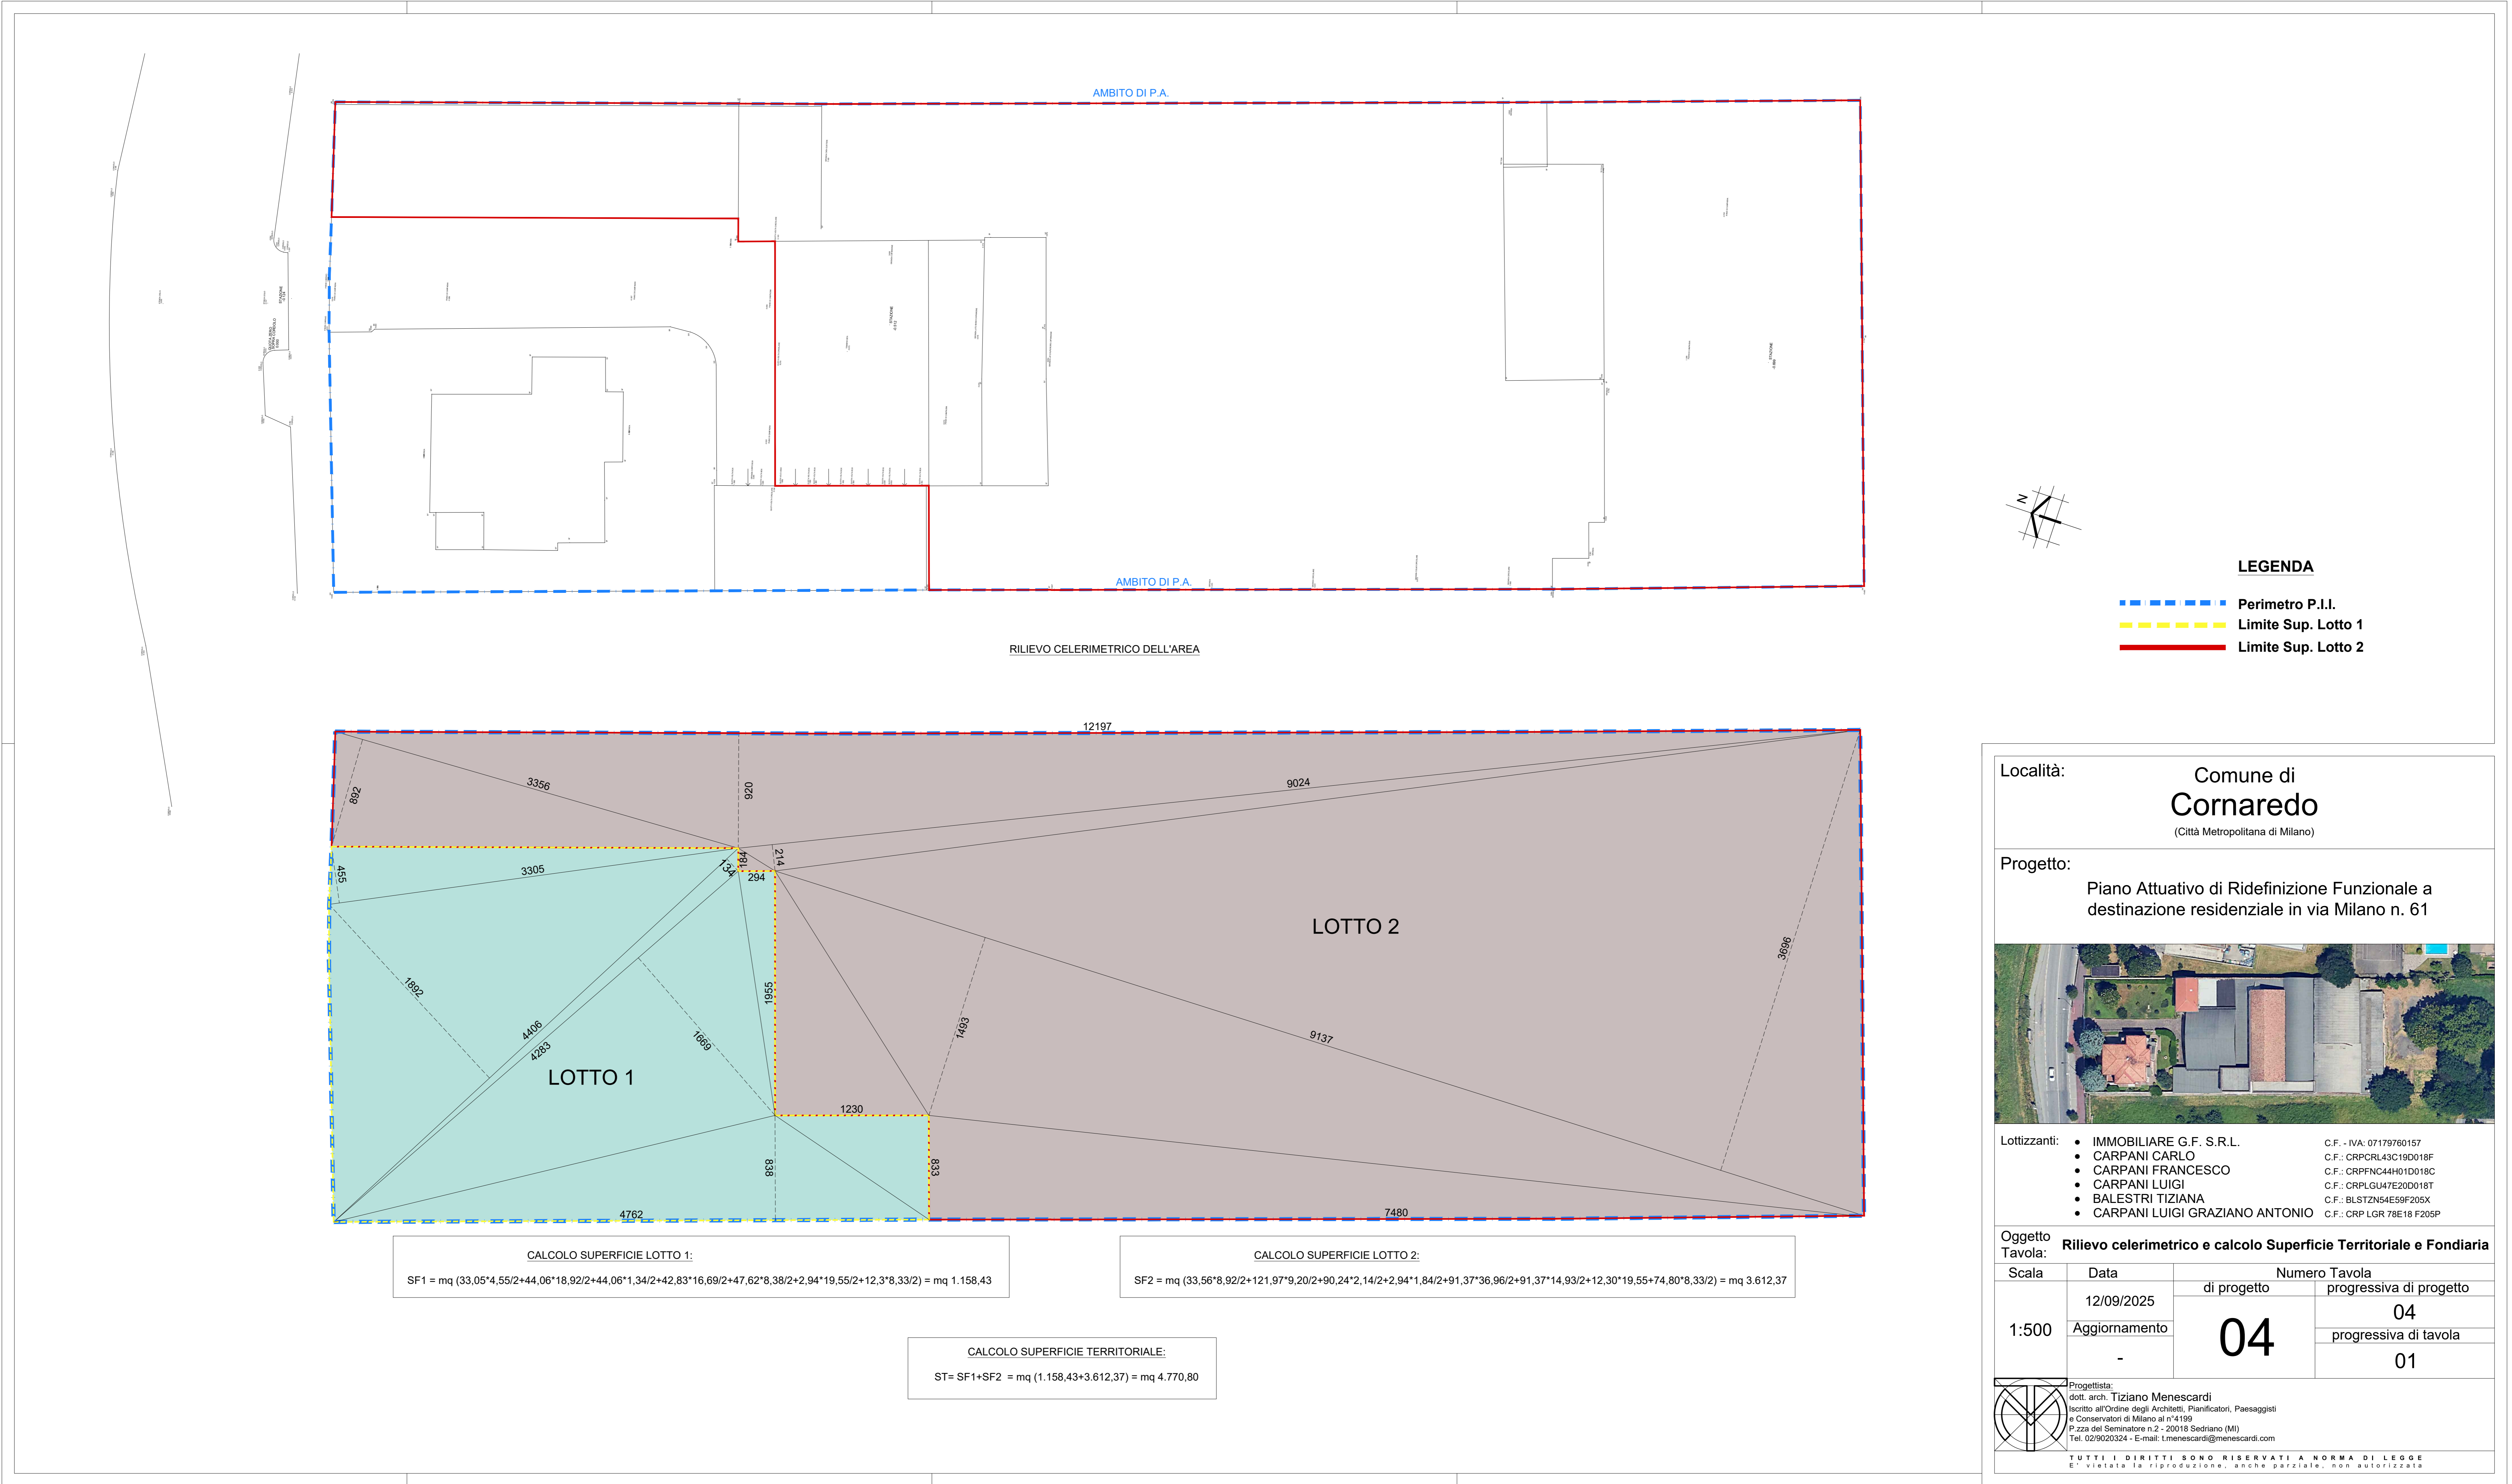 AMBITO DI P.A.
STAZIONE
STAZIONE
STAZIONE
AMBITO DI P.A.
RILIEVO CELERIMETRICO DELL'AREA
N
LEGENDA
Perimetro P.I.I.
Limite Sup. Lotto 1
Limite Sup. Lotto 2
12197
3356
892
920
9024
184
214
134
294
455
3305
LOTTO 2
3696
1892
1955
4406
4283
1669
1493
9137
LOTTO 1
1230
838
833
4762
7480
CALCOLO SUPERFICIE LOTTO 1:
SF1 = mq (33,05*4,55/2+44,06*18,92/2+44,06*1,34/2+42,83*16,69/2+47,62*8,38/2+2,94*19,55/2+12,3*8,33/2) = mq 1.158,43
CALCOLO SUPERFICIE LOTTO 2:
SF2 = mq (33,56*8,92/2+121,97*9,20/2+90,24*2,14/2+2,94*1,84/2+91,37*36,96/2+91,37*14,93/2+12,30*19,55+74,80*8,33/2) = mq 3.612,37
CALCOLO SUPERFICIE TERRITORIALE:
ST= SF1+SF2 = mq (1.158,43+3.612,37) = mq 4.770,80
Località:
Comune di
Cornaredo
(Città Metropolitana di Milano)
Progetto:
Piano Attuativo di Ridefinizione Funzionale a
destinazione residenziale in via Milano n. 61
Lottizzanti:
• IMMOBILIARE G.F. S.R.L. C.F. - IVA: 07179760157
• CARPANI CARLO C.F.: CRPCRL43C19D018F
• CARPANI FRANCESCO C.F.: CRPFNC44H01D018C
• CARPANI LUIGI C.F.: CRPLGU47E20D018T
• BALESTRI TIZIANA C.F.: BLSTZN54E59F205X
• CARPANI LUIGI GRAZIANO ANTONIO C.F.: CRP LGR 78E18 F205P
Oggetto
Tavola:
Rilievo celerimetrico e calcolo Superficie Territoriale e Fondiaria
Scala Data Numero Tavola
di progetto progressiva di progetto
1:500
12/09/2025
Aggiornamento
-
04
04
progressiva di tavola
01
Progettista:
dott. arch. Tiziano Menescardi
Iscritto all'Ordine degli Architetti, Pianificatori, Paesaggisti
e Conservatori di Milano al n°4199
P.zza del Seminatore n.2 - 20018 Sedriano (MI)
Tel. 02/9020324 - E-mail: t.menescardi@menescardi.com
TUTTI I DIRITTI SONO RISERVATI A NORMA DI LEGGE
E' vietata la riproduzione, anche parziale, non autorizzata